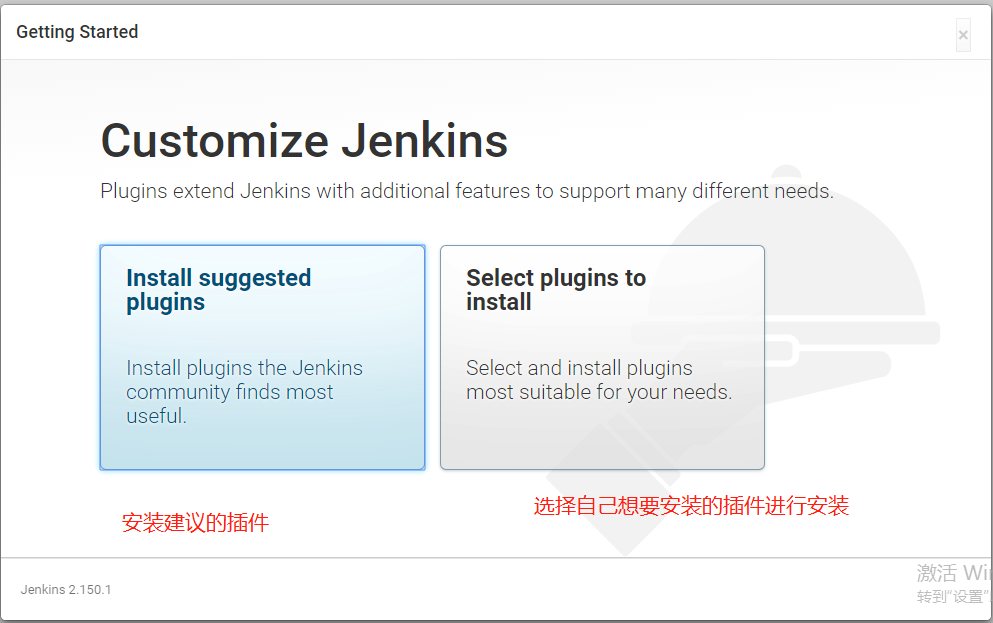 Getting Started
×
Customize Jenkins
Plugins extend Jenkins with additional features to support many different needs.
Install suggested
plugins
Install plugins the Jenkins
community finds most
useful.
Select plugins to
install
Select and install plugins
most suitable for your needs.
安装建议的插件
选择自己想要安装的插件进行安装
Jenkins 2.150.1
激活 Win
转到“设置”